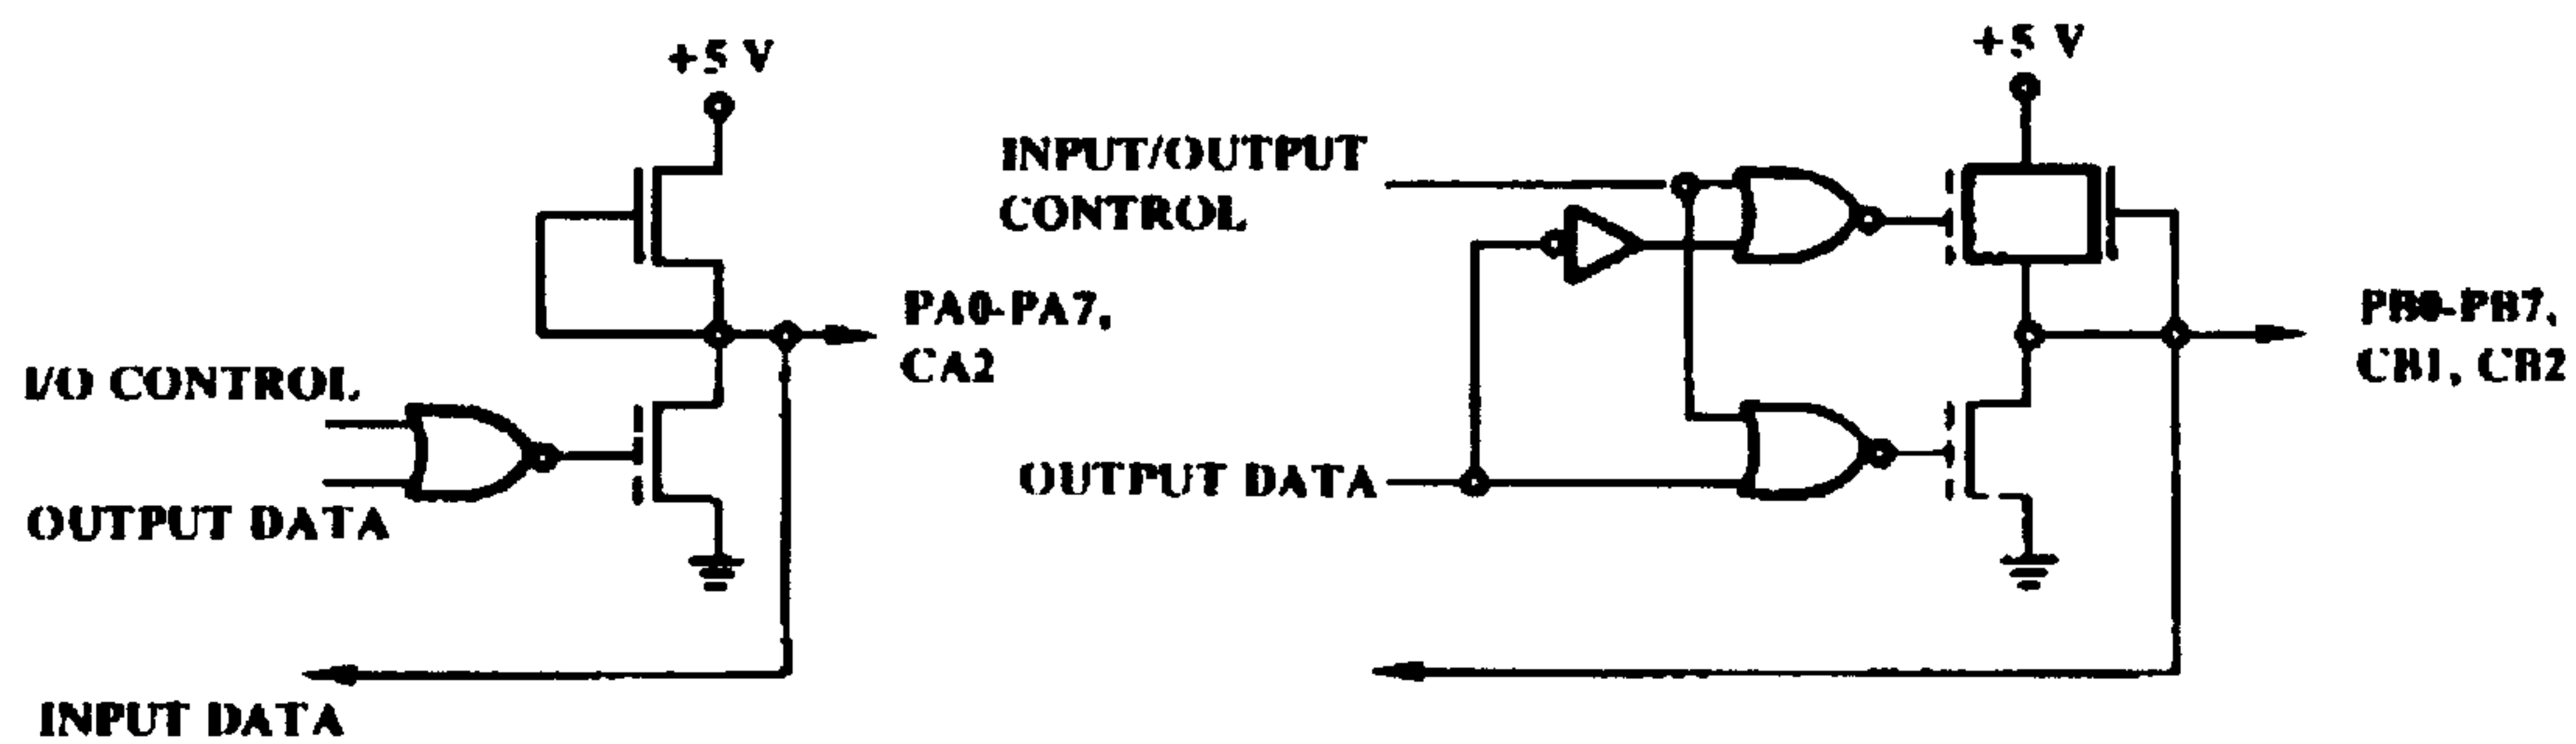 +5 V
PA0-PA7,
CA2
I/O CONTROL
OUTPUT DATA
INPUT DATA
+5 V
INPUT/OUTPUT
CONTROL
OUTPUT DATA
PB0-PB7,
CB1, CB2